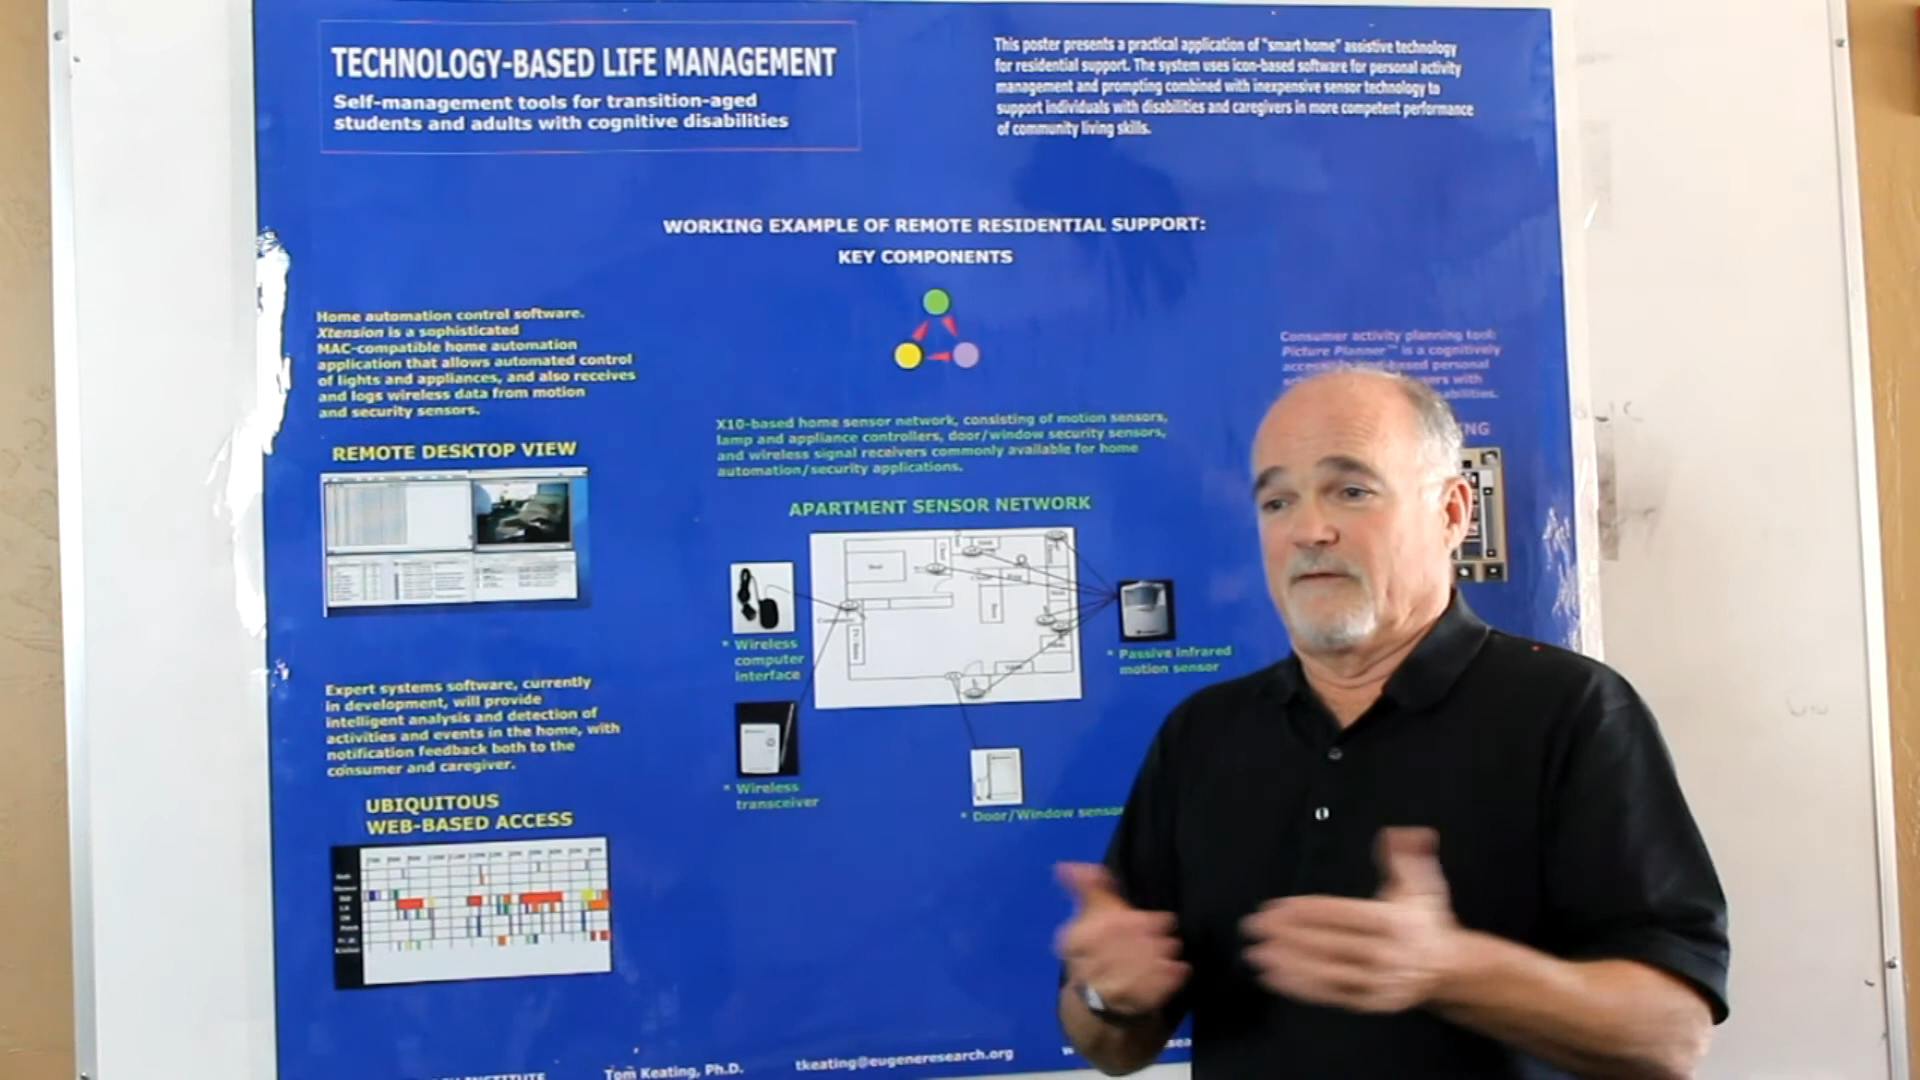 TECHNOLOGY-BASED LIFE MANAGEMENT
Self-management tools for transition-aged
students and adults with cognitive disabilities
This poster presents a practical application of "smart home" assistive technology
for residential support. The system uses icon-based software for personal activity
management and prompting combined with inexpensive sensor technology to
support individuals with disabilities and caregivers in more competent performance
of community living skills.
WORKING EXAMPLE OF REMOTE RESIDENTIAL SUPPORT:
KEY COMPONENTS
Home automation control software.
Xtension is a sophisticated
MAC-compatible home automation
application that allows automated control
of lights and appliances, and also receives
and logs wireless data from motion
and security sensors.
REMOTE DESKTOP VIEW
Expert systems software, currently
in development, will provide
intelligent analysis and detection of
activities and events in the home, with
notification feedback both to the
consumer and caregiver.
UBIQUITOUS
WEB-BASED ACCESS
X10-based home sensor network, consisting of motion sensors,
lamp and appliance controllers, door/window security sensors,
and wireless signal receivers commonly available for home
automation/security applications.
APARTMENT SENSOR NETWORK
* Wireless
computer
interface
* Wireless
transceiver
* Passive infrared
motion sensor
* Door/Window sensor
Consumer activity planning tool:
Picture Planner™ is a cognitively
personal
with
INSTITUTE
Tom Keating, Ph.D.
tkeating@eugeneresearch.org